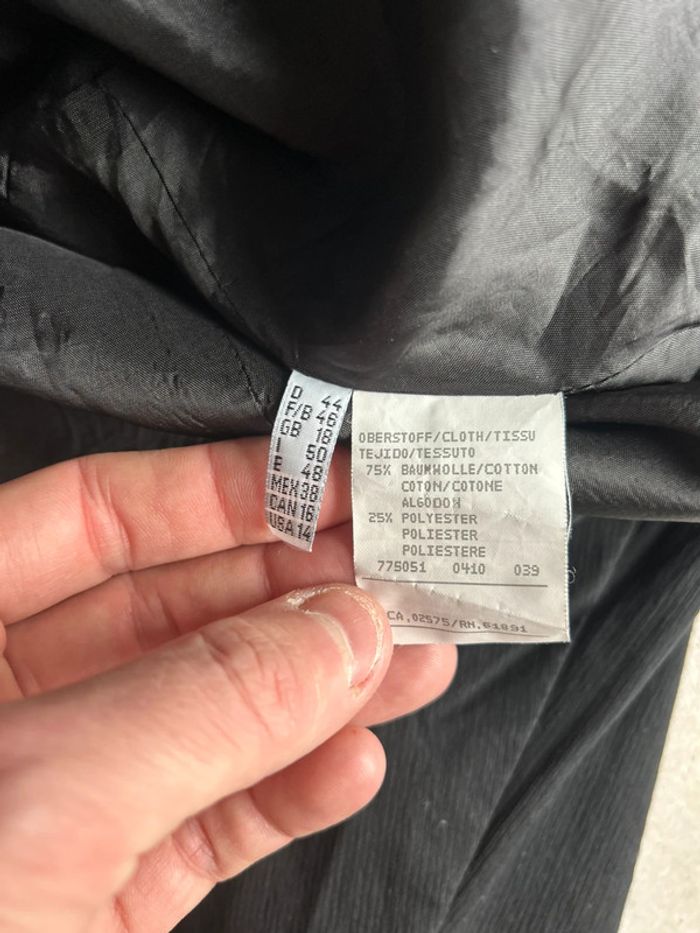 D 44
F/B 46
GB 18
I 50
E 48
MEX 38
CAN 16
USA 14
OBERSTOFF/CLOTH/TISSU
TEJIDO/TESSUTO
75% BAUMWOLLE/COTTON
COTON/COTONE
ALGODON
25% POLYESTER
POLIESTER
POLIESTERE
775051 0410 039
CA,02575/RN,61891